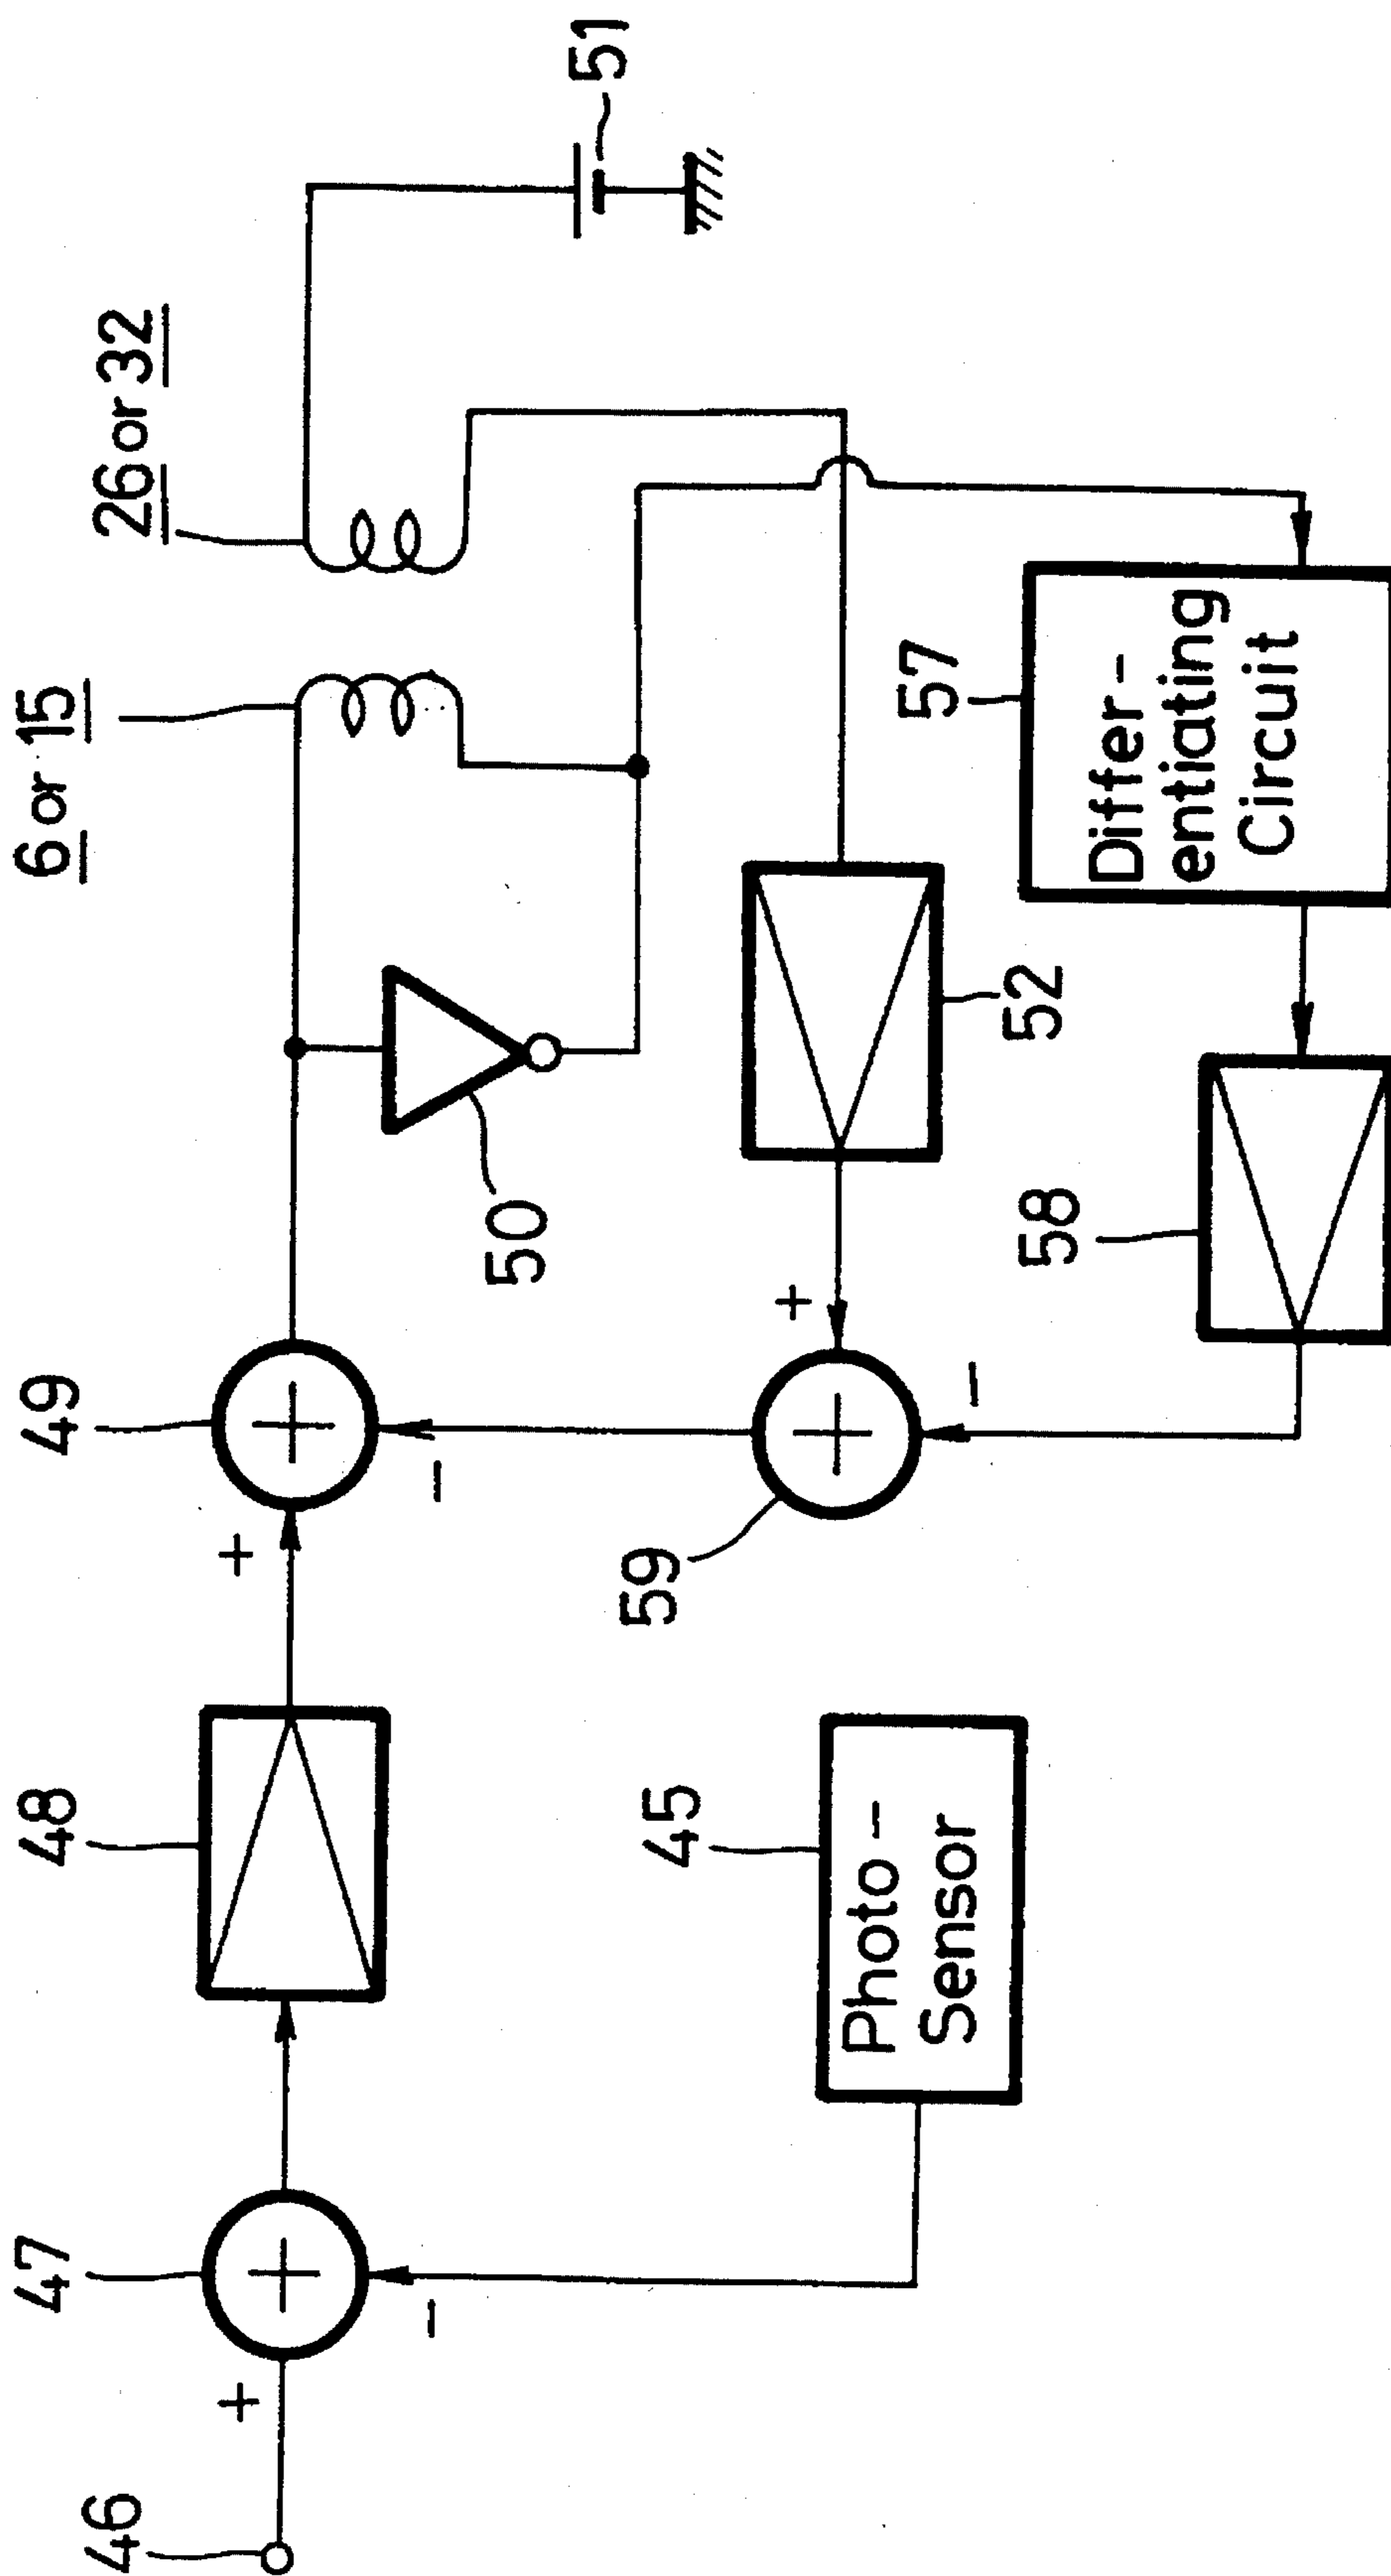 6 or 15
26 or 32
47
48
49
46
50
51
45
Photo-
Sensor
59
52
57
Differ-
entiating
Circuit
58
+
-
+
-
+
-